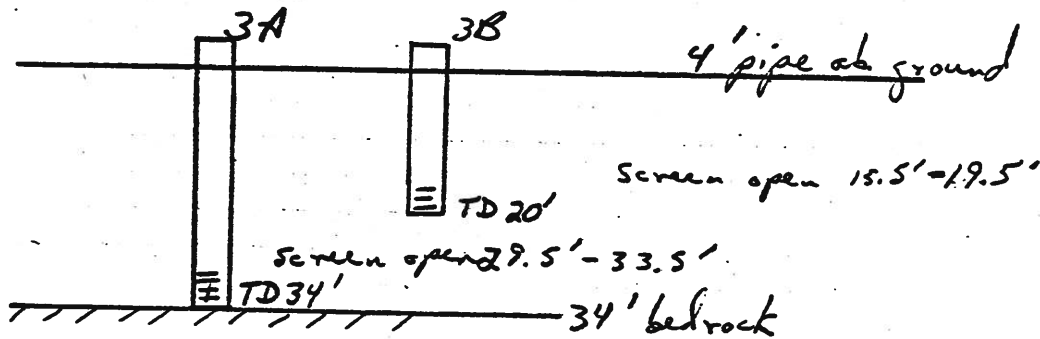 3A
3B
4' pipe ab ground
screen open 15.5'-19.5'
TD 20'
screen open 29.5'-33.5'
TD 34'
34' bedrock